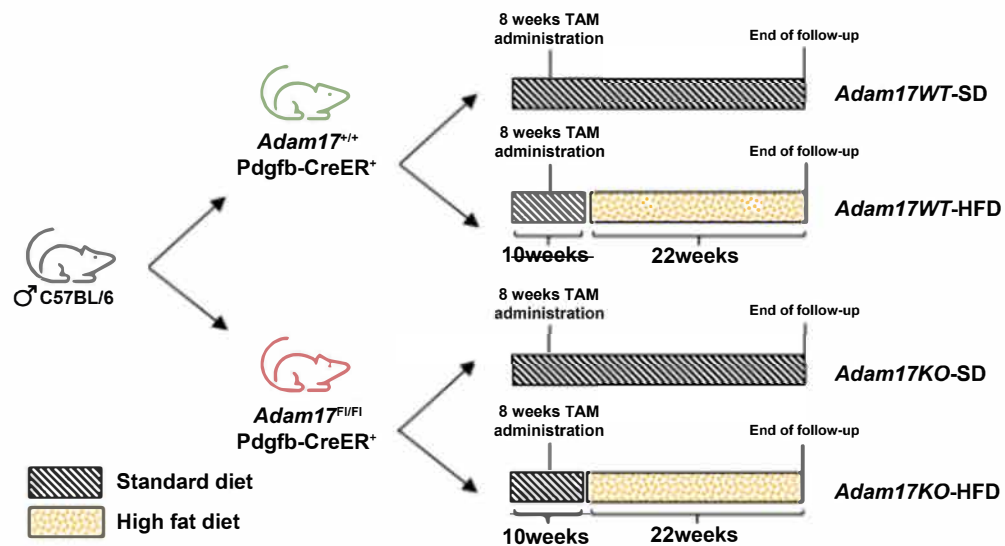 8 weeks TAM
administration
End of follow-up
Adam17WT-SD
Adam17+/+
Pdgfb-CreER+
8 weeks TAM
administration
End of follow-up
Adam17WT-HFD
10weeks
22weeks
♂ C57BL/6
8 weeks TAM
administration
End of follow-up
Adam17KO-SD
Adam17Fl/Fl
Pdgfb-CreER+
8 weeks TAM
administration
End of follow-up
Adam17KO-HFD
10weeks
22weeks
Standard diet
High fat diet